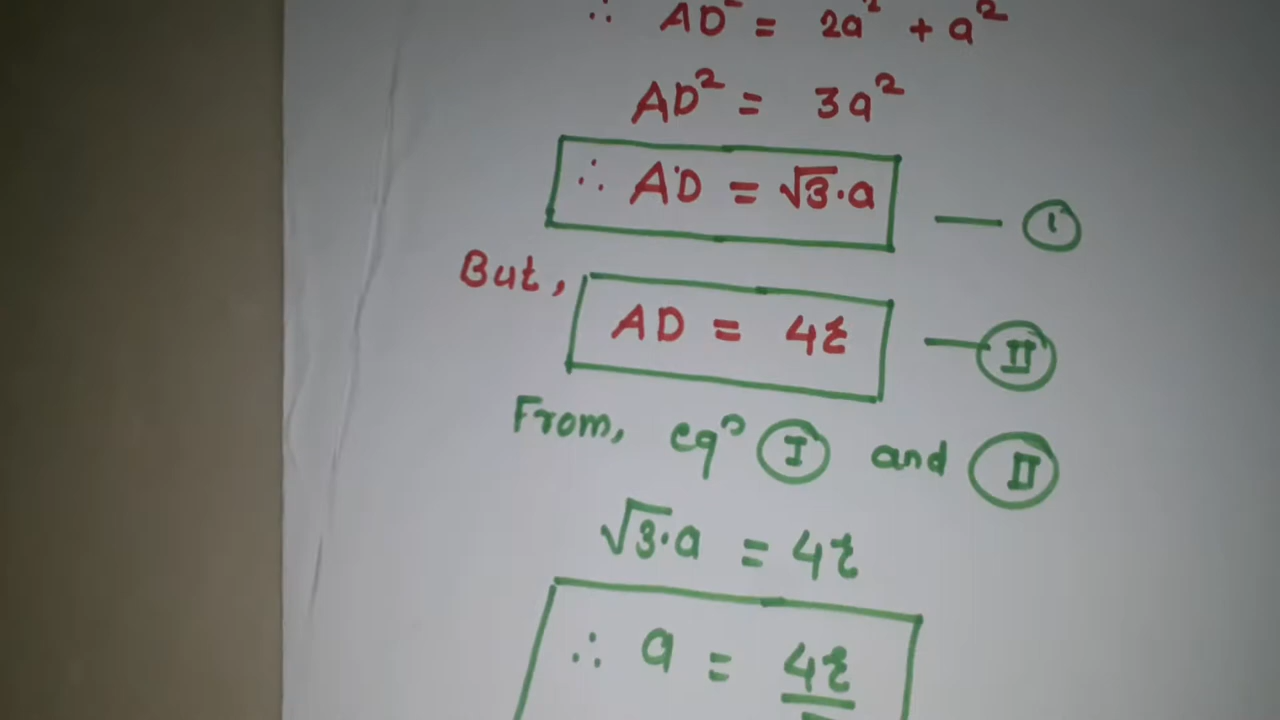 ∴ AD² = 2a² + a²
AD² = 3a²
∴ AD = √3·a — I
But, AD = 4r — II
From, eqⁿ I and II
√3·a = 4r
∴ a = 4r